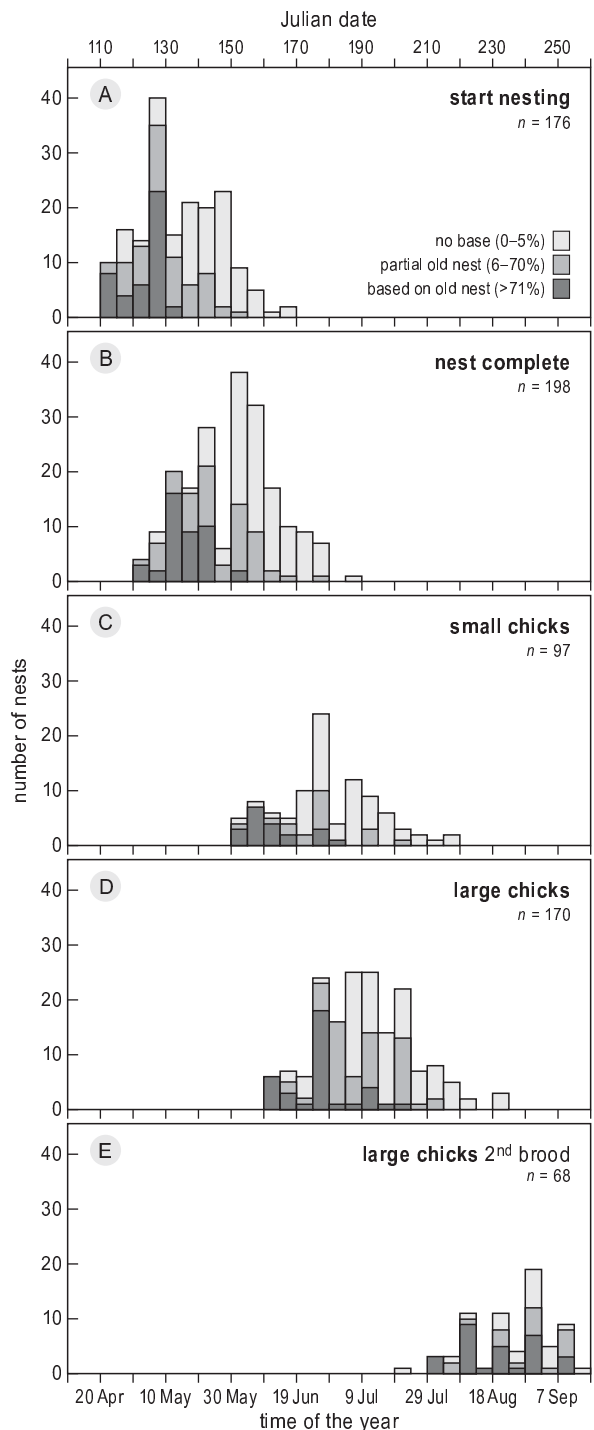 Julian date
110 130 150 170 190 210 230 250
A
start nesting
n = 176
no base (0–5%)
partial old nest (6–70%)
based on old nest (>71%)
40
30
20
10
0
B
nest complete
n = 198
40
30
20
10
0
C
small chicks
n = 97
40
30
20
10
0
number of nests
D
large chicks
n = 170
40
30
20
10
0
E
large chicks 2nd brood
n = 68
40
30
20
10
0
20 Apr 10 May 30 May 19 Jun 9 Jul 29 Jul 18 Aug 7 Sep
time of the year